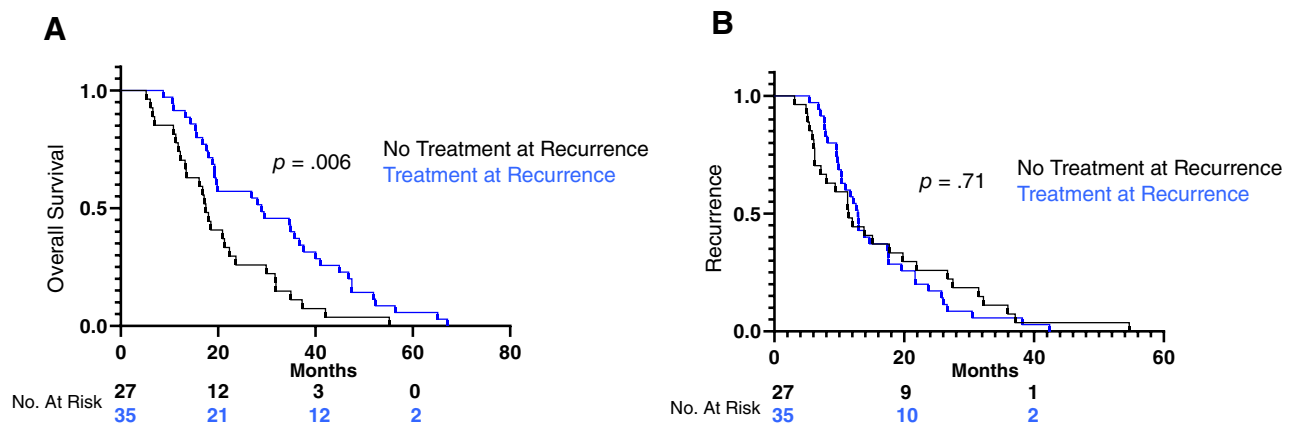 A
Overall Survival
1.0
0.5
0.0
p = .006
No Treatment at Recurrence
Treatment at Recurrence
0 20 40 60 80
Months
No. At Risk
27 12 3 0
35 21 12 2
B
Recurrence
1.0
0.5
0.0
p = .71
No Treatment at Recurrence
Treatment at Recurrence
0 20 40 60
Months
No. At Risk
27 9 1
35 10 2